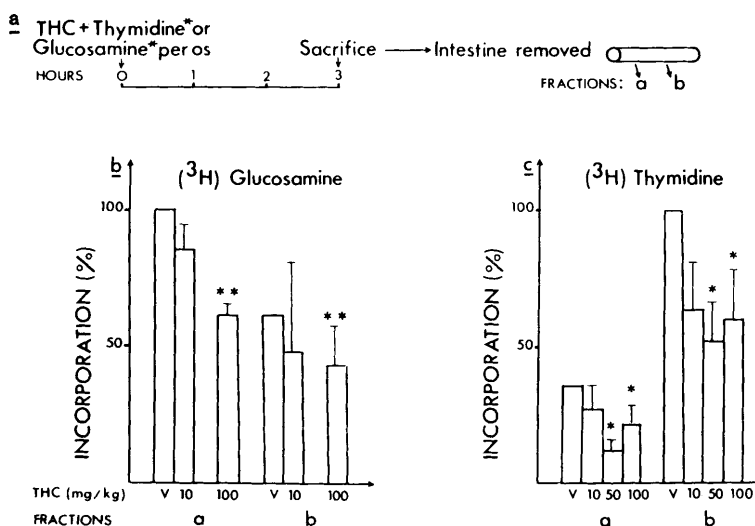 a
THC + Thymidine* or
Glucosamine* per os
Sacrifice
Intestine removed
HOURS
0
1
2
3
FRACTIONS: a b
b
(3H) Glucosamine
INCORPORATION (%)
100
50
**
**
THC (mg/kg) V 10 100 V 10 100
FRACTIONS a b
c
(3H) Thymidine
INCORPORATION (%)
100
50
*
*
*
*
V 10 50 100 V 10 50 100
a b